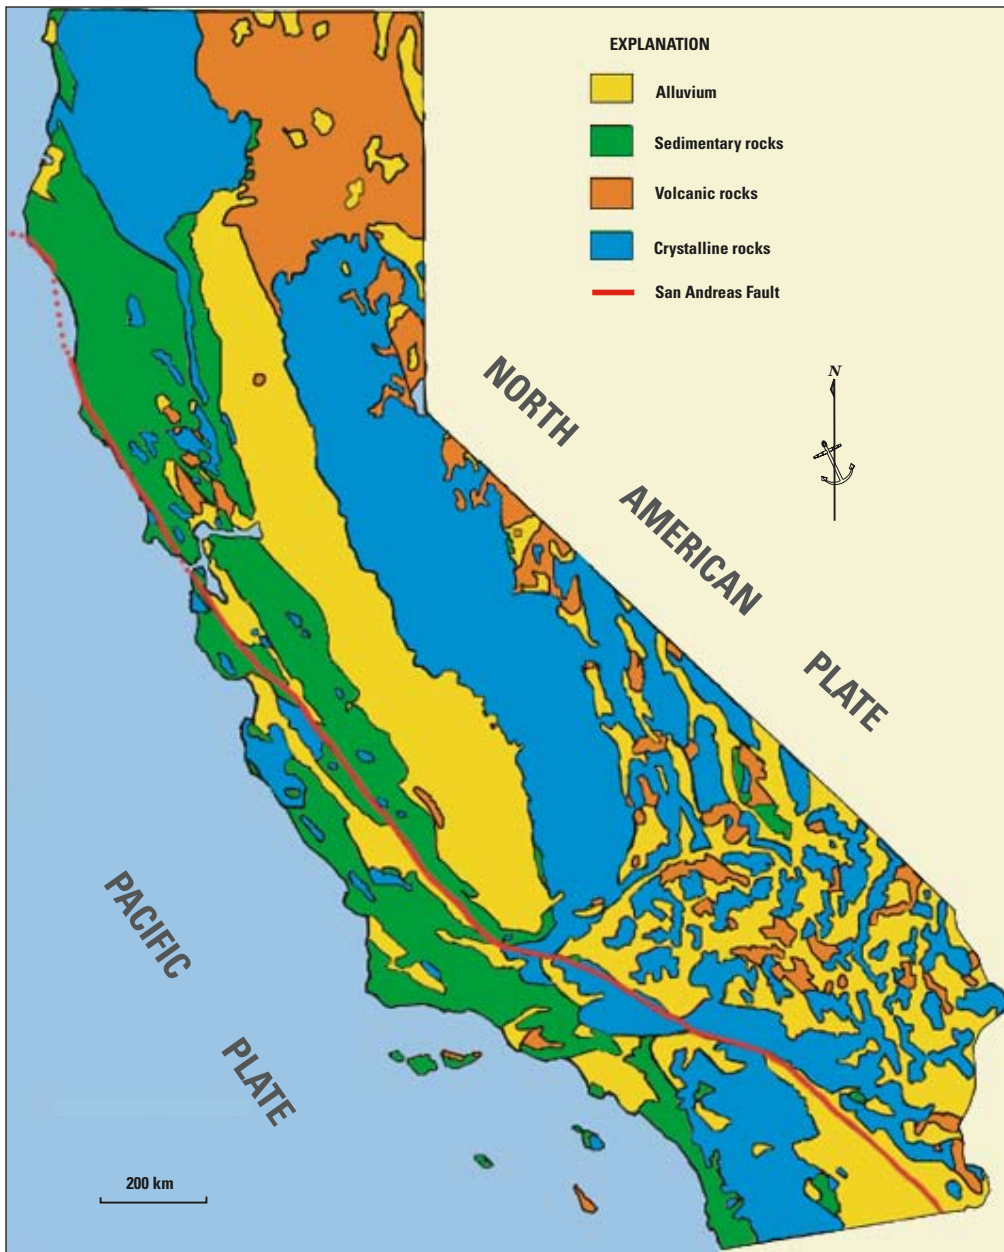 EXPLANATION
Alluvium
Sedimentary rocks
Volcanic rocks
Crystalline rocks
San Andreas Fault
N
NORTH
AMERICAN
PLATE
PACIFIC
PLATE
200 km